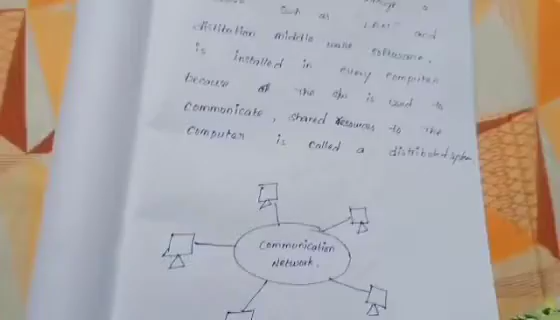 such as "LAN" and
distribution middle ware software.
is installed in every computer
because of the is used to
communicate, shared resources to the
computer is called a distributed system
Communication
Network.